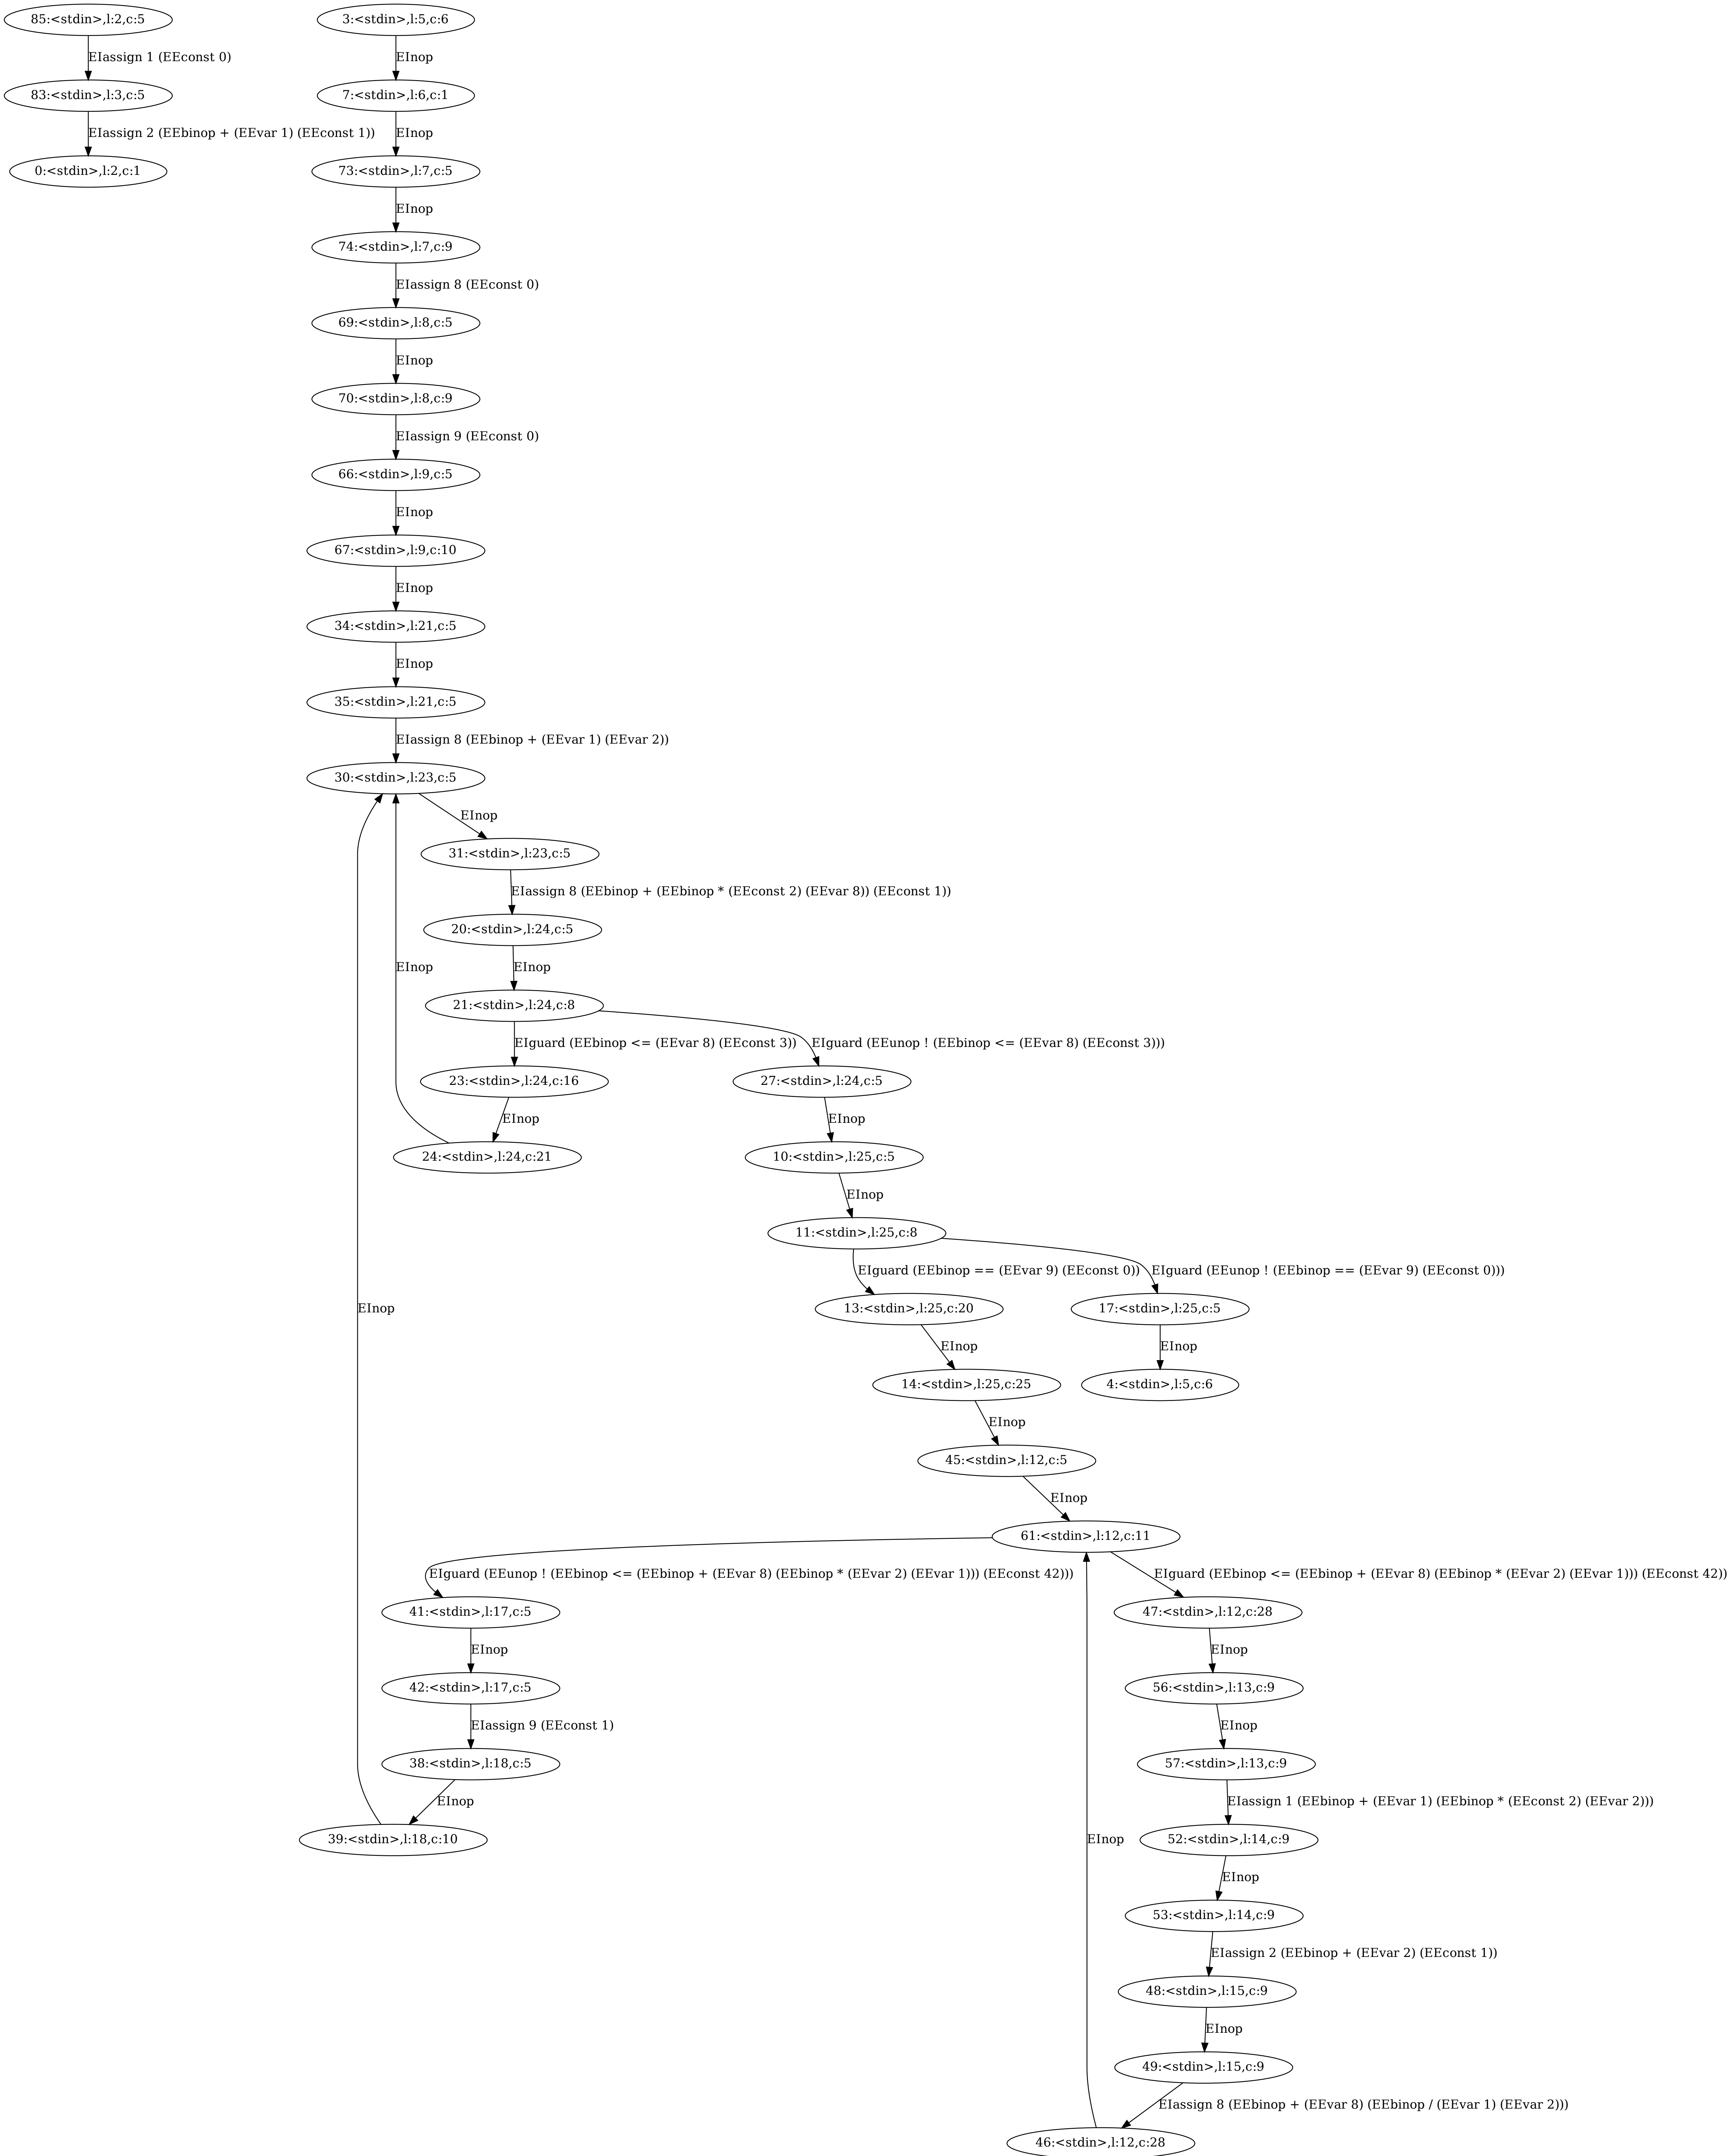 85:<stdin>,l:2,c:5
3:<stdin>,l:5,c:6
EIassign 1 (EEconst 0)
EInop
83:<stdin>,l:3,c:5
7:<stdin>,l:6,c:1
EIassign 2 (EEbinop + (EEvar 1) (EEconst 1))
EInop
0:<stdin>,l:2,c:1
73:<stdin>,l:7,c:5
EInop
74:<stdin>,l:7,c:9
EIassign 8 (EEconst 0)
69:<stdin>,l:8,c:5
EInop
70:<stdin>,l:8,c:9
EIassign 9 (EEconst 0)
66:<stdin>,l:9,c:5
EInop
67:<stdin>,l:9,c:10
EInop
34:<stdin>,l:21,c:5
EInop
35:<stdin>,l:21,c:5
EIassign 8 (EEbinop + (EEvar 1) (EEvar 2))
30:<stdin>,l:23,c:5
EInop
31:<stdin>,l:23,c:5
EIassign 8 (EEbinop + (EEbinop * (EEconst 2) (EEvar 8)) (EEconst 1))
20:<stdin>,l:24,c:5
EInop
EInop
21:<stdin>,l:24,c:8
EIguard (EEbinop <= (EEvar 8) (EEconst 3))
EIguard (EEunop ! (EEbinop <= (EEvar 8) (EEconst 3)))
23:<stdin>,l:24,c:16
27:<stdin>,l:24,c:5
EInop
EInop
24:<stdin>,l:24,c:21
10:<stdin>,l:25,c:5
EInop
11:<stdin>,l:25,c:8
EInop
EIguard (EEbinop == (EEvar 9) (EEconst 0))
EIguard (EEunop ! (EEbinop == (EEvar 9) (EEconst 0)))
13:<stdin>,l:25,c:20
17:<stdin>,l:25,c:5
EInop
EInop
14:<stdin>,l:25,c:25
4:<stdin>,l:5,c:6
EInop
45:<stdin>,l:12,c:5
EInop
61:<stdin>,l:12,c:11
EIguard (EEunop ! (EEbinop <= (EEbinop + (EEvar 8) (EEbinop * (EEvar 2) (EEvar 1))) (EEconst 42)))
EIguard (EEbinop <= (EEbinop + (EEvar 8) (EEbinop * (EEvar 2) (EEvar 1))) (EEconst 42))
41:<stdin>,l:17,c:5
47:<stdin>,l:12,c:28
EInop
EInop
42:<stdin>,l:17,c:5
56:<stdin>,l:13,c:9
EIassign 9 (EEconst 1)
EInop
38:<stdin>,l:18,c:5
57:<stdin>,l:13,c:9
EInop
EIassign 1 (EEbinop + (EEvar 1) (EEbinop * (EEconst 2) (EEvar 2)))
39:<stdin>,l:18,c:10
EInop
52:<stdin>,l:14,c:9
EInop
53:<stdin>,l:14,c:9
EIassign 2 (EEbinop + (EEvar 2) (EEconst 1))
48:<stdin>,l:15,c:9
EInop
49:<stdin>,l:15,c:9
EIassign 8 (EEbinop + (EEvar 8) (EEbinop / (EEvar 1) (EEvar 2)))
46:<stdin>,l:12,c:28